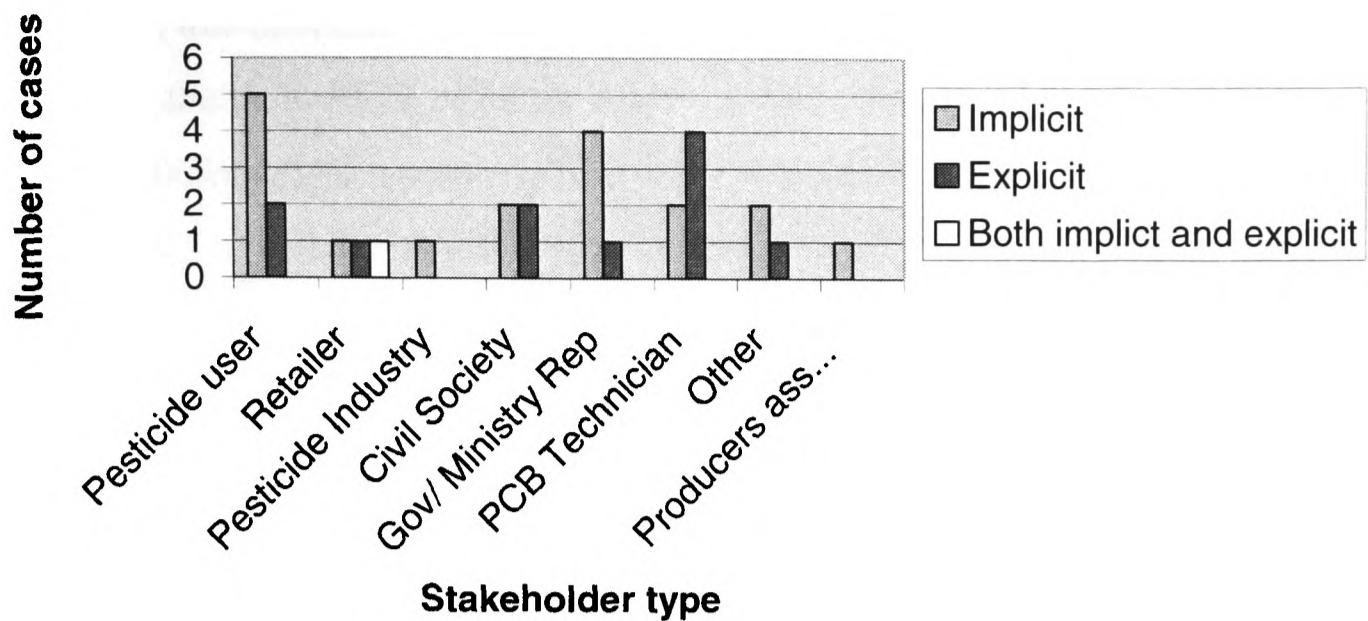 Number of cases
6
5
4
3
2
1
0
Pesticide user
Retailer
Pesticide Industry
Civil Society
Gov/ Ministry Rep
PCB Technician
Other
Producers ass...
Stakeholder type
Implicit
Explicit
Both implict and explicit